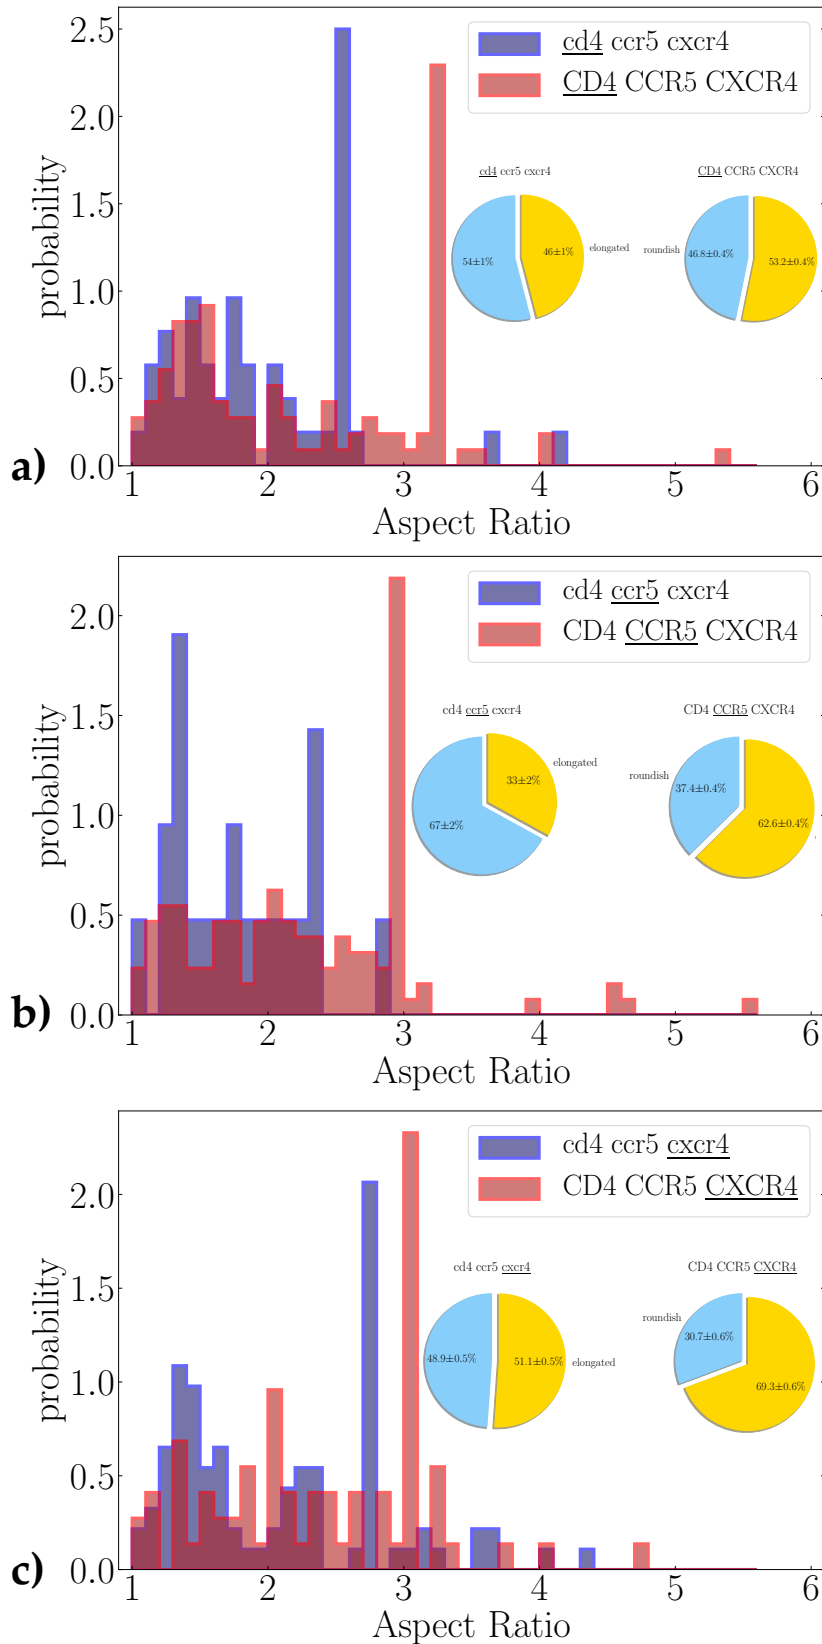 2.5
2.0
1.5
1.0
0.5
0.0
probability
cd4 ccr5 cxcr4
CD4 CCR5 CXCR4
cd4 ccr5 cxcr4
CD4 CCR5 CXCR4
54±1%
46±1%
elongated
roundish
46.8±0.4%
53.2±0.4%
a)
1 2 3 4 5 6
Aspect Ratio
2.0
1.5
1.0
0.5
0.0
probability
cd4 ccr5 cxcr4
CD4 CCR5 CXCR4
cd4 ccr5 cxcr4
CD4 CCR5 CXCR4
elongated
33±2%
67±2%
roundish
37.4±0.4%
62.6±0.4%
b)
1 2 3 4 5 6
Aspect Ratio
2.0
1.5
1.0
0.5
0.0
probability
cd4 ccr5 cxcr4
CD4 CCR5 CXCR4
cd4 ccr5 cxcr4
CD4 CCR5 CXCR4
48.9±0.5%
51.1±0.5%
elongated
roundish
30.7±0.6%
69.3±0.6%
c)
1 2 3 4 5 6
Aspect Ratio